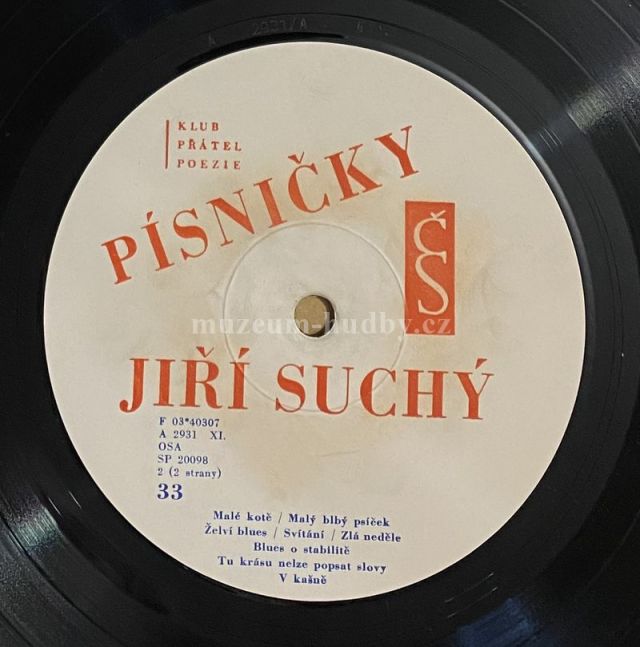 A 2931/A
KLUB
PŘÁTEL
POEZIE
PÍSNIČKY
ČS
muzeum-hudby.cz
JIŘÍ SUCHÝ
F 03*40307
A 2931 XI.
OSA
SP 20098
2 (2 strany)
33
Malé kotě / Malý blbý psíček
Želví blues / Svítání / Zlá neděle
Blues o stabilitě
Tu krásu nelze popsat slovy
V kašně